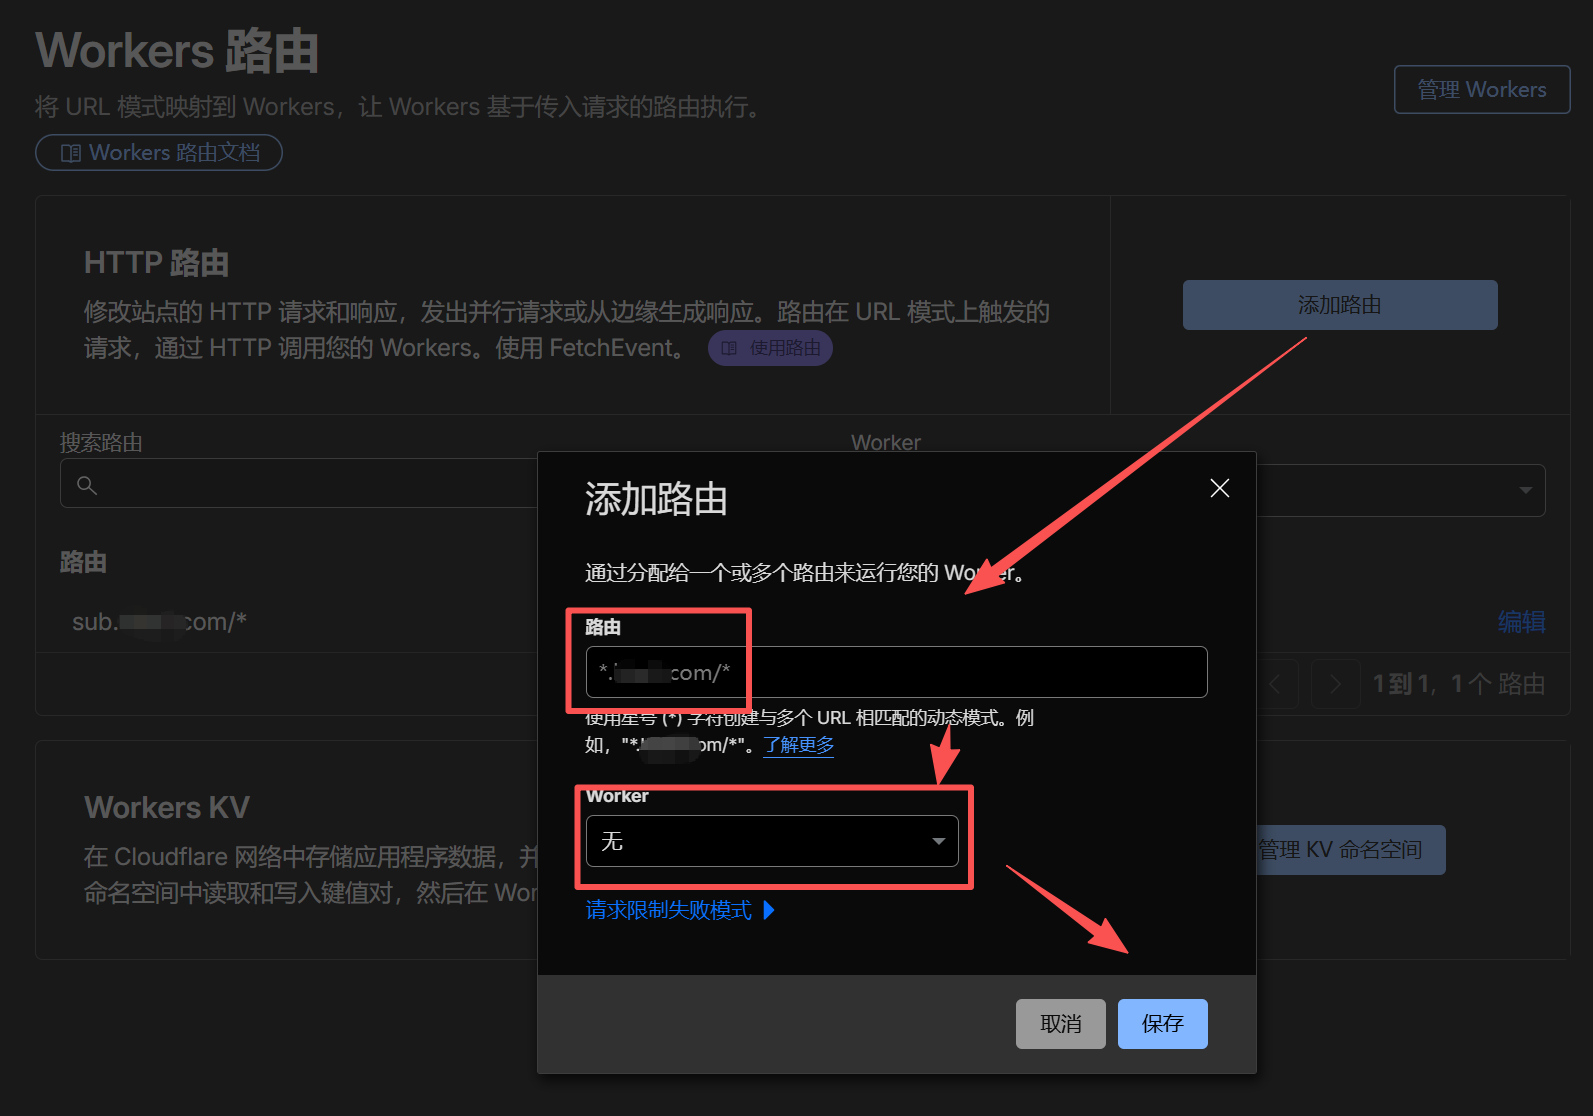 Workers 路由
将 URL 模式映射到 Workers，让 Workers 基于传入请求的路由执行。
管理 Workers
Workers 路由文档
HTTP 路由
修改站点的 HTTP 请求和响应，发出并行请求或从边缘生成响应。路由在 URL 模式上触发的
请求，通过 HTTP 调用您的 Workers。使用 FetchEvent。
使用路由
添加路由
搜索路由
Worker
路由
sub.
com/*
编辑
1 到 1，1 个 路由
Workers KV
在 Cloudflare 网络中存储应用程序数据，并
命名空间中读取和写入键值对，然后在 Wor
管理 KV 命名空间
添加路由
通过分配给一个或多个路由来运行您的 Worker。
路由
*.
com/*
使用星号 (*) 字符创建与多个 URL 相匹配的动态模式。例
如，"*.
om/*"。了解更多
Worker
无
请求限制失败模式
取消
保存